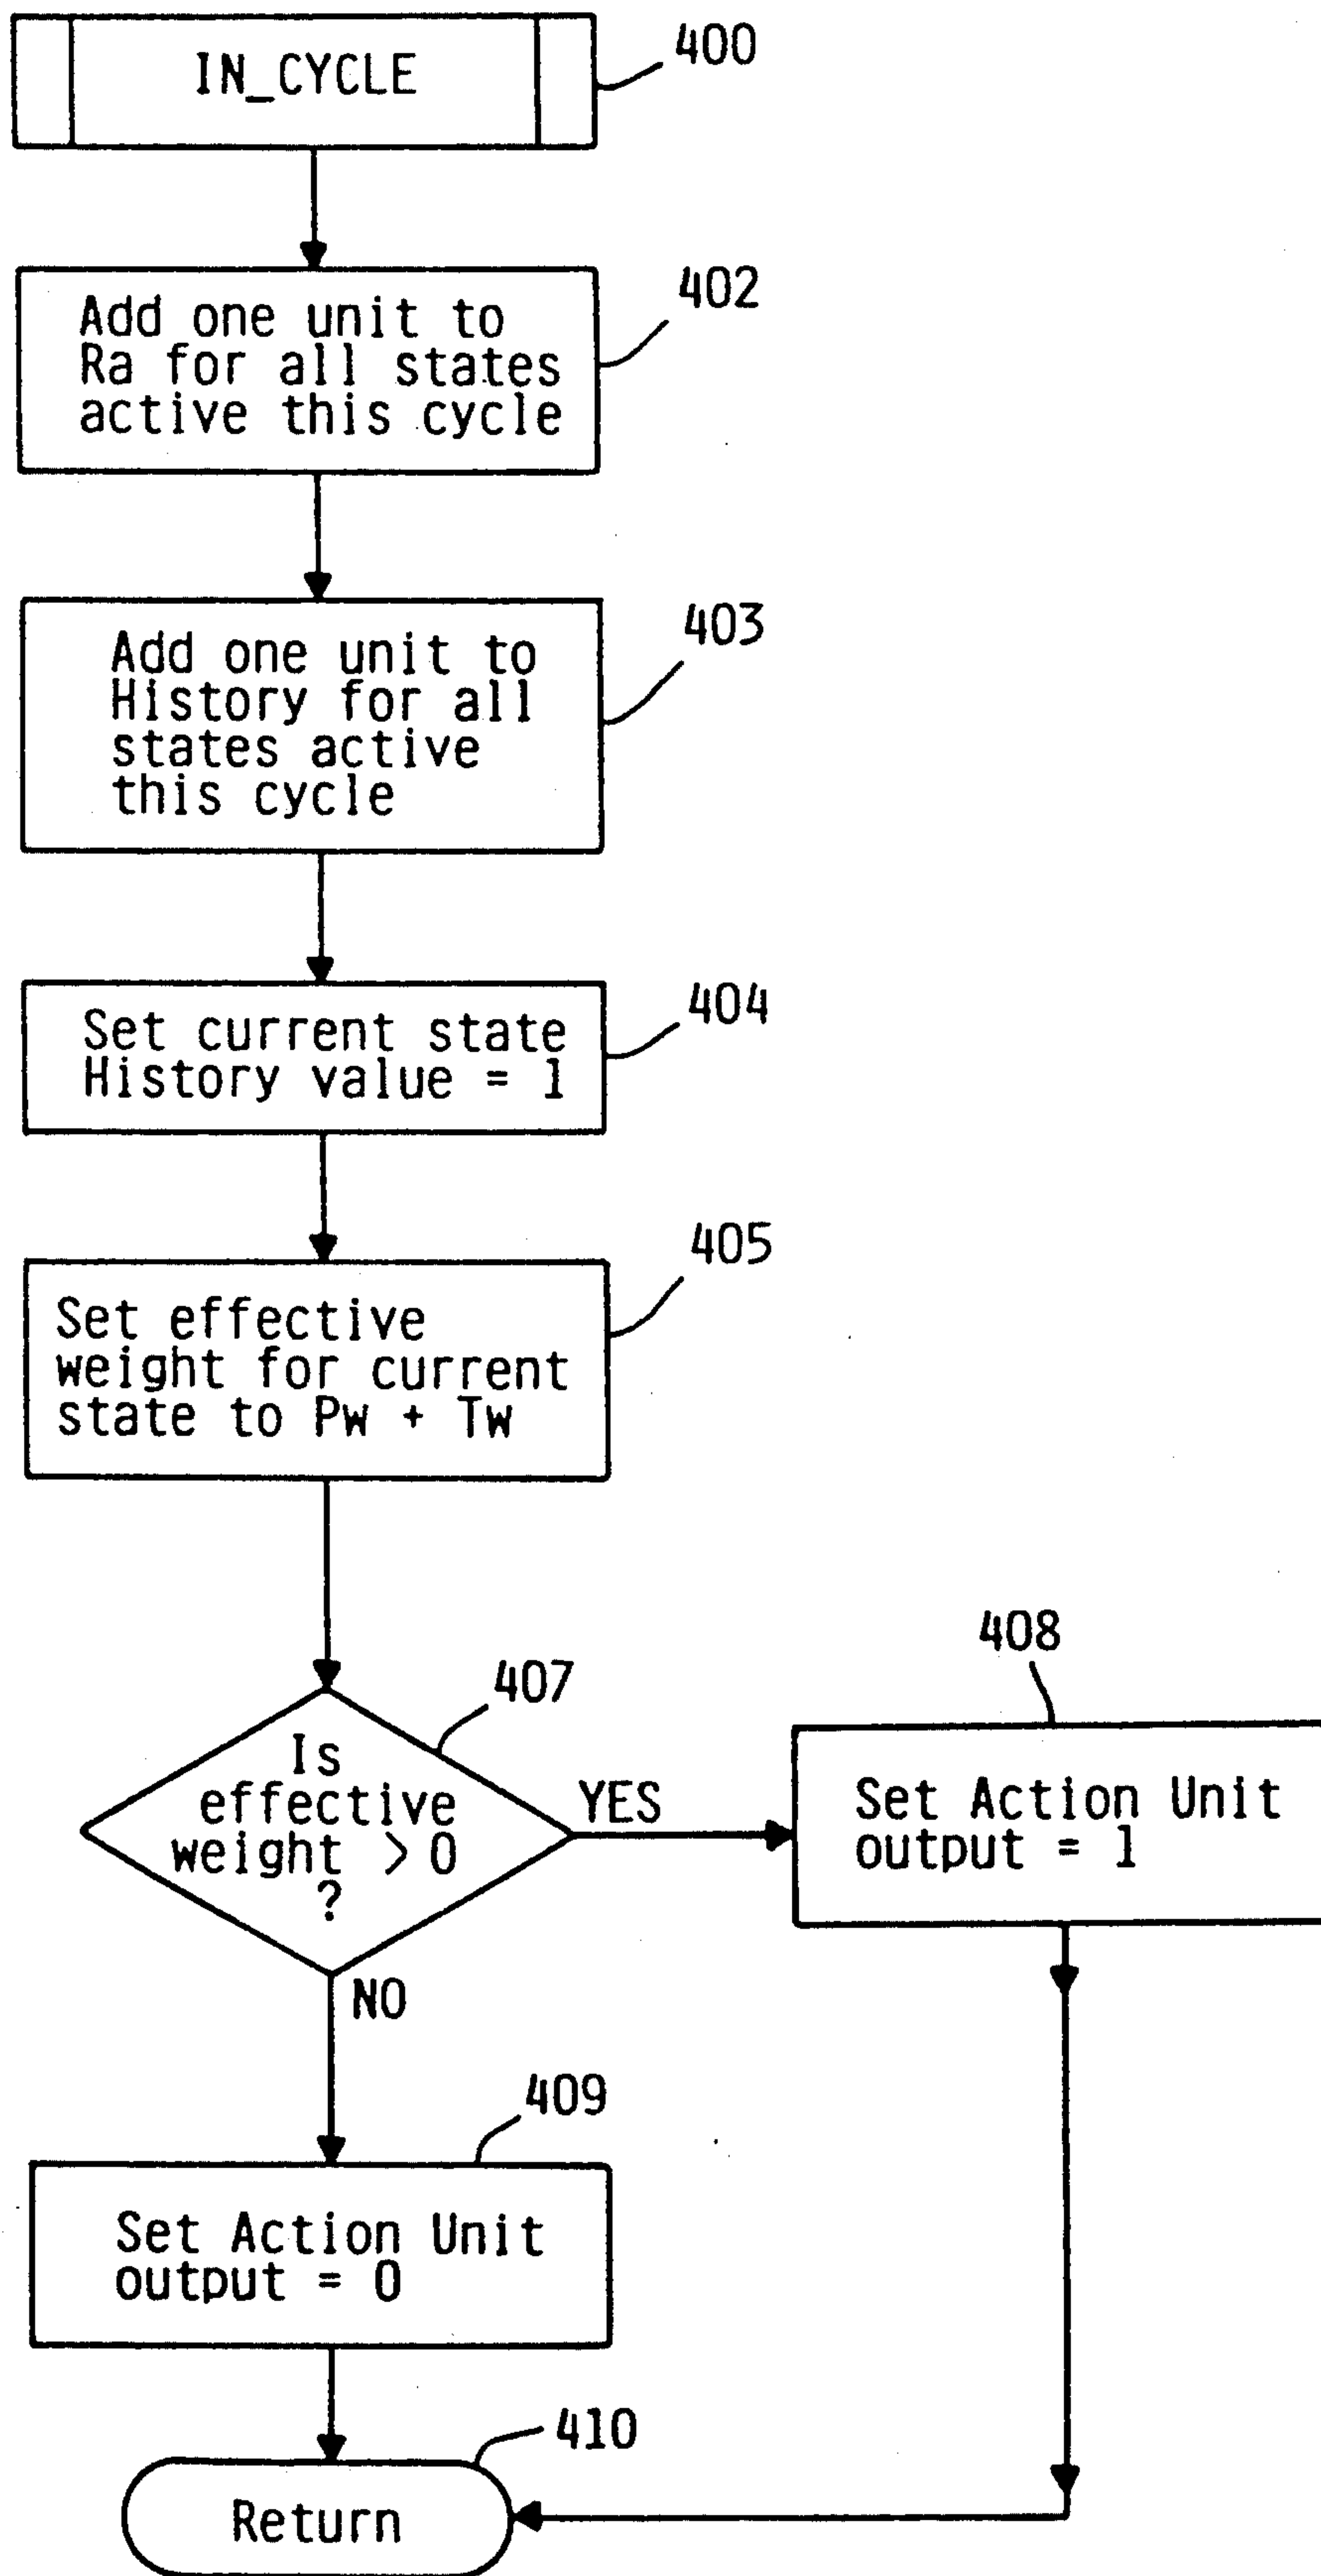 IN_CYCLE
400
Add one unit to
Ra for all states
active this cycle
402
Add one unit to
History for all
states active
this cycle
403
Set current state
History value = 1
404
Set effective
weight for current
state to Pw + Tw
405
Is
effective
weight > 0
?
407
YES
NO
408
Set Action Unit
output = 1
409
Set Action Unit
output = 0
410
Return